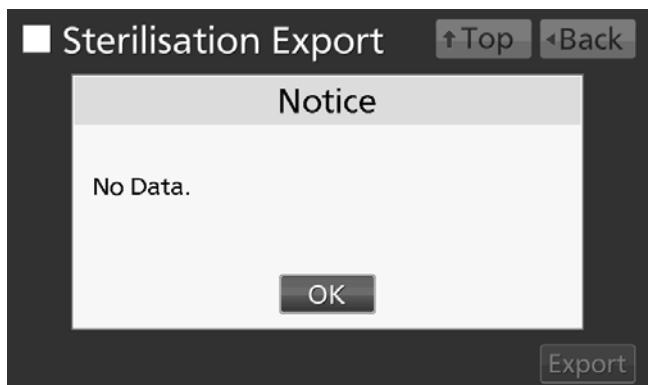 Sterilisation Export
↑Top
◂Back
Notice
No Data.
OK
Export